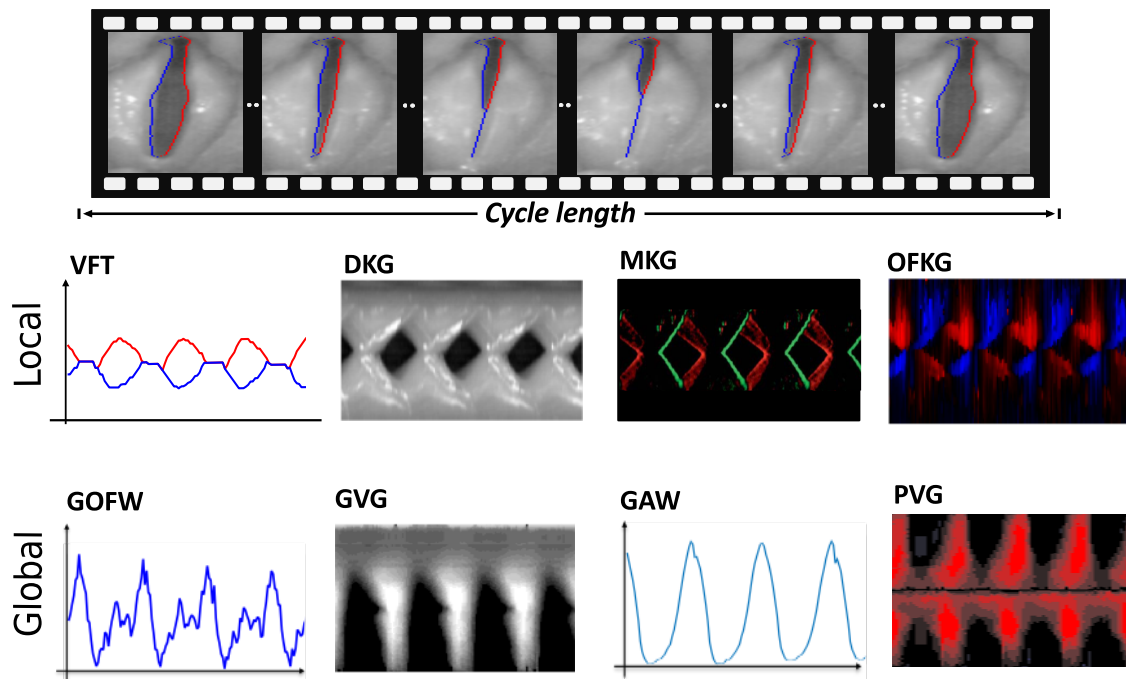 Cycle length
VFT
DKG
MKG
OFKG
Local
GOFW
GVG
GAW
PVG
Global